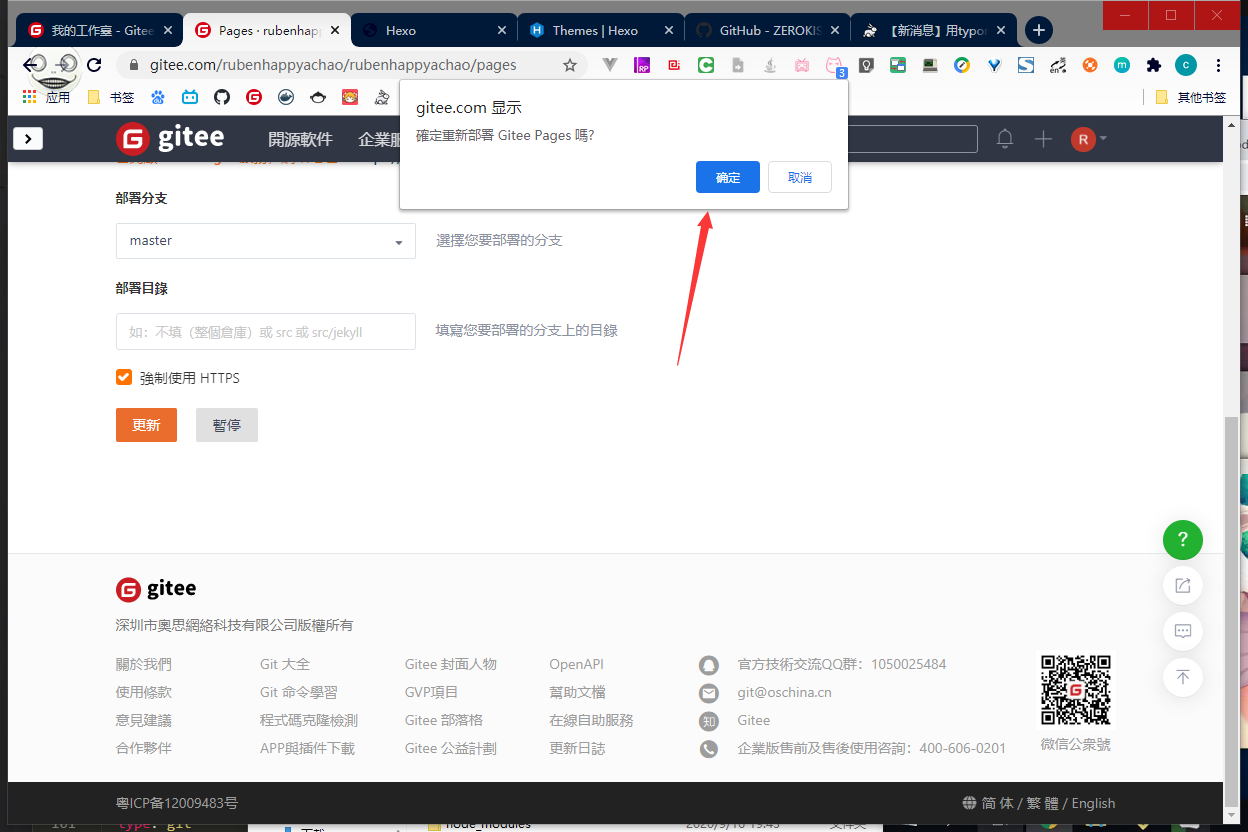 我的工作室 - Gitee
Pages · rubenhapp
Hexo
Themes | Hexo
GitHub - ZEROKIS
【新消息】用typor
gitee.com/rubenhappyachao/rubenhappyachao/pages
3
应用
书签
其他书签
gitee.com 显示
確定重新部署 Gitee Pages 嗎?
确定
取消
gitee
開源軟件
企業服
R
部署分支
master
選擇您要部署的分支
部署目錄
如：不填（整個倉庫）或 src 或 src/jekyll
填寫您要部署的分支上的目錄
強制使用 HTTPS
更新
暫停
?
gitee
深圳市奧思網絡科技有限公司版權所有
關於我們
Git 大全
Gitee 封面人物
OpenAPI
官方技術交流QQ群：1050025484
使用條款
Git 命令學習
GVP項目
幫助文檔
git@oschina.cn
意見建議
程式碼克隆檢測
Gitee 部落格
在線自助服務
知
Gitee
合作夥伴
APP與插件下載
Gitee 公益計劃
更新日誌
企業版售前及售後使用咨詢：400-606-0201
微信公衆號
粤ICP备12009483号
简 体 / 繁 體 / English
type: git
node_modules